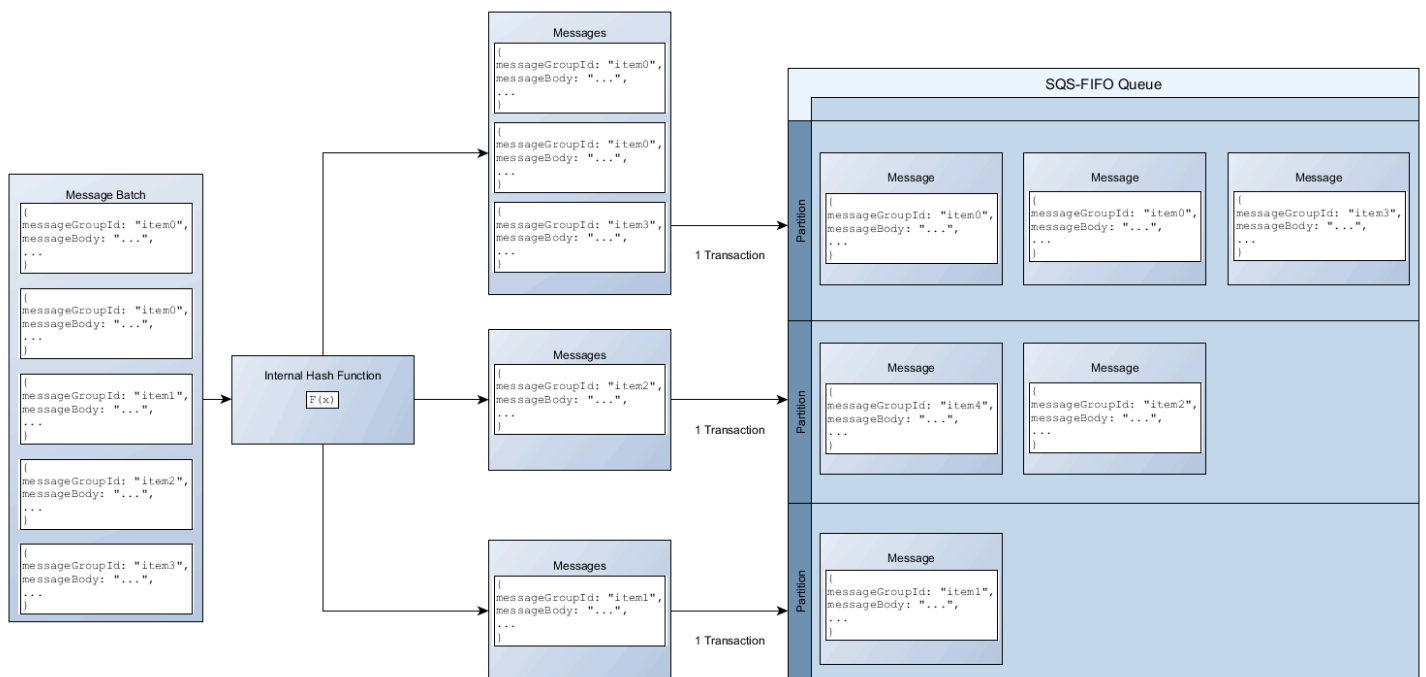 Message Batch
{
messageGroupId: "item0",
messageBody: "...",
...
}
{
messageGroupId: "item0",
messageBody: "...",
...
}
{
messageGroupId: "item1",
messageBody: "...",
...
}
{
messageGroupId: "item2",
messageBody: "...",
...
}
{
messageGroupId: "item3",
messageBody: "...",
...
}
Internal Hash Function
F(x)
Messages
{
messageGroupId: "item0",
messageBody: "...",
...
}
{
messageGroupId: "item0",
messageBody: "...",
...
}
{
messageGroupId: "item3",
messageBody: "...",
...
}
1 Transaction
Messages
{
messageGroupId: "item2",
messageBody: "...",
...
}
1 Transaction
Messages
{
messageGroupId: "item1",
messageBody: "...",
...
}
1 Transaction
SQS-FIFO Queue
Partition
Message
{
messageGroupId: "item0",
messageBody: "...",
...
}
Message
{
messageGroupId: "item0",
messageBody: "...",
...
}
Message
{
messageGroupId: "item3",
messageBody: "...",
...
}
Partition
Message
{
messageGroupId: "item4",
messageBody: "...",
...
}
Message
{
messageGroupId: "item2",
messageBody: "...",
...
}
Partition
Message
{
messageGroupId: "item1",
messageBody: "...",
...
}